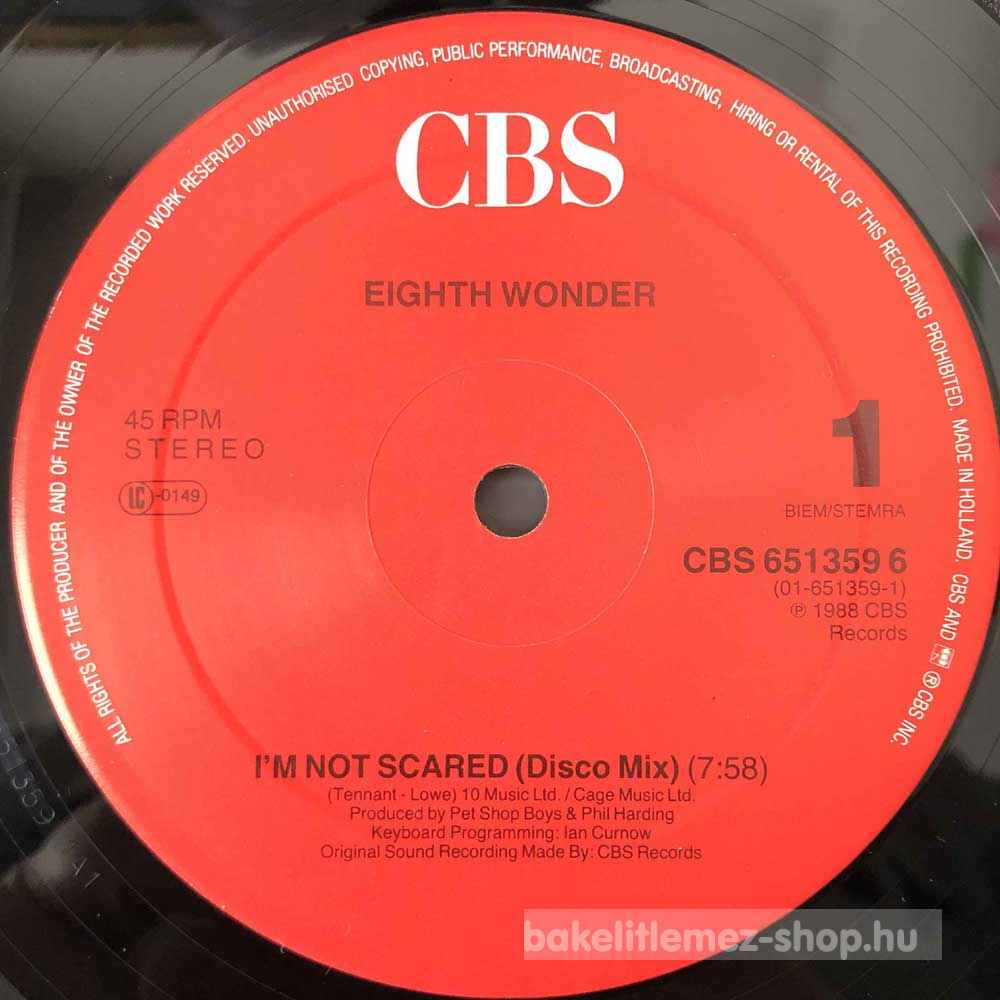 ALL RIGHTS OF THE PRODUCER AND OF THE OWNER OF THE RECORDED WORK RESERVED. UNAUTHORISED COPYING, PUBLIC PERFORMANCE, BROADCASTING, HIRING OR RENTAL OF THIS RECORDING PROHIBITED. MADE IN HOLLAND. CBS AND ® CBS INC.
CBS
EIGHTH WONDER
45 RPM
STEREO
LC-0149
1
BIEM/STEMRA
CBS 651359 6
(01-651359-1)
℗ 1988 CBS
Records
I'M NOT SCARED (Disco Mix) (7:58)
(Tennant - Lowe) 10 Music Ltd. / Cage Music Ltd.
Produced by Pet Shop Boys & Phil Harding
Keyboard Programming: Ian Curnow
Original Sound Recording Made By: CBS Records
A1
bakelitlemez-shop.hu